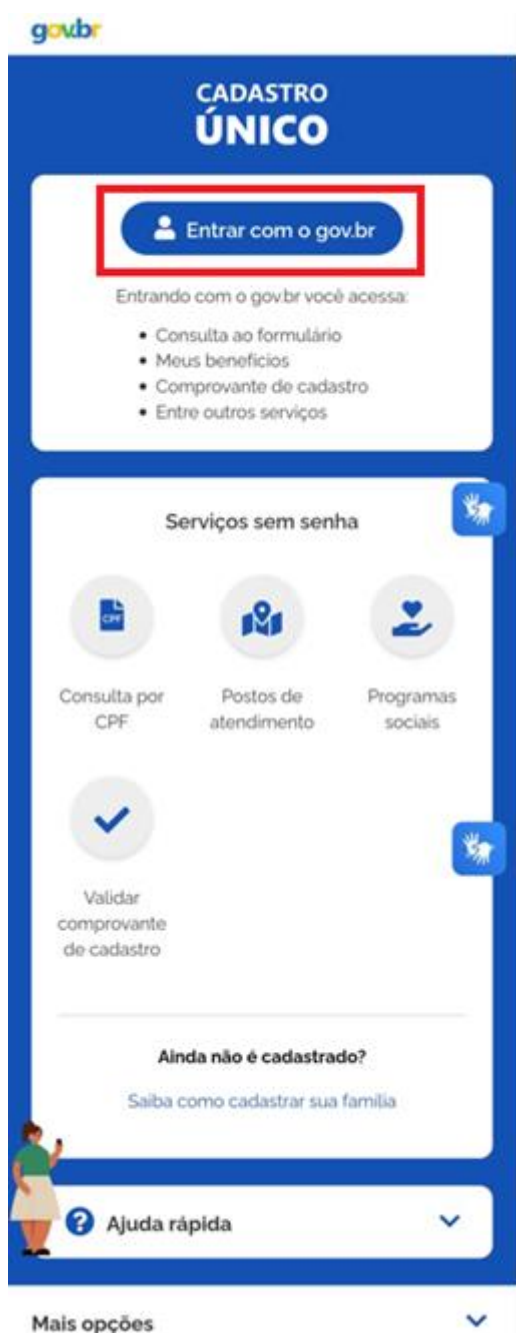 gov.br
CADASTRO
ÚNICO
Entrar com o gov.br
Entrando com o gov.br você acessa:
• Consulta ao formulário
• Meus benefícios
• Comprovante de cadastro
• Entre outros serviços
Serviços sem senha
CPF
Consulta por
CPF
Postos de
atendimento
Programas
sociais
Validar
comprovante
de cadastro
Ainda não é cadastrado?
Saiba como cadastrar sua família
? Ajuda rápida
Mais opções